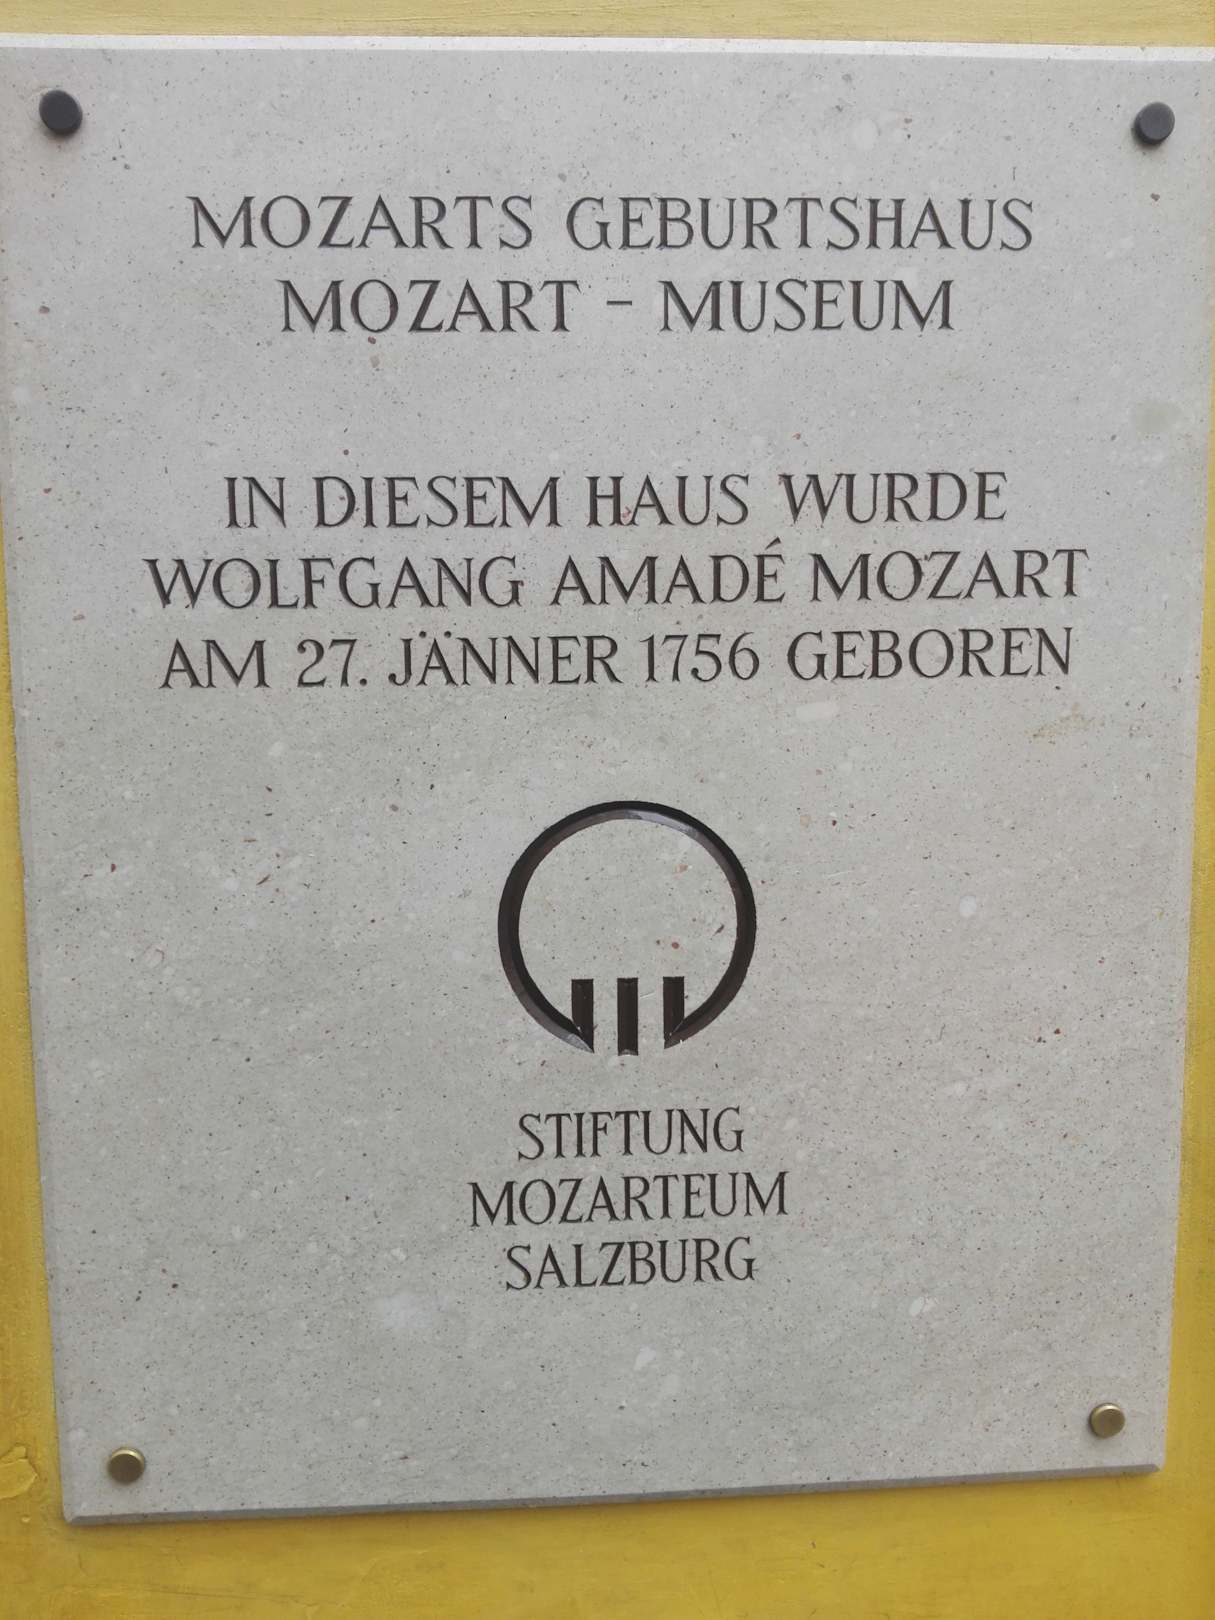 MOZARTS GEBURTSHAUS
MOZART - MUSEUM
IN DIESEM HAUS WURDE
WOLFGANG AMADÉ MOZART
AM 27. JÄNNER 1756 GEBOREN
STIFTUNG
MOZARTEUM
SALZBURG